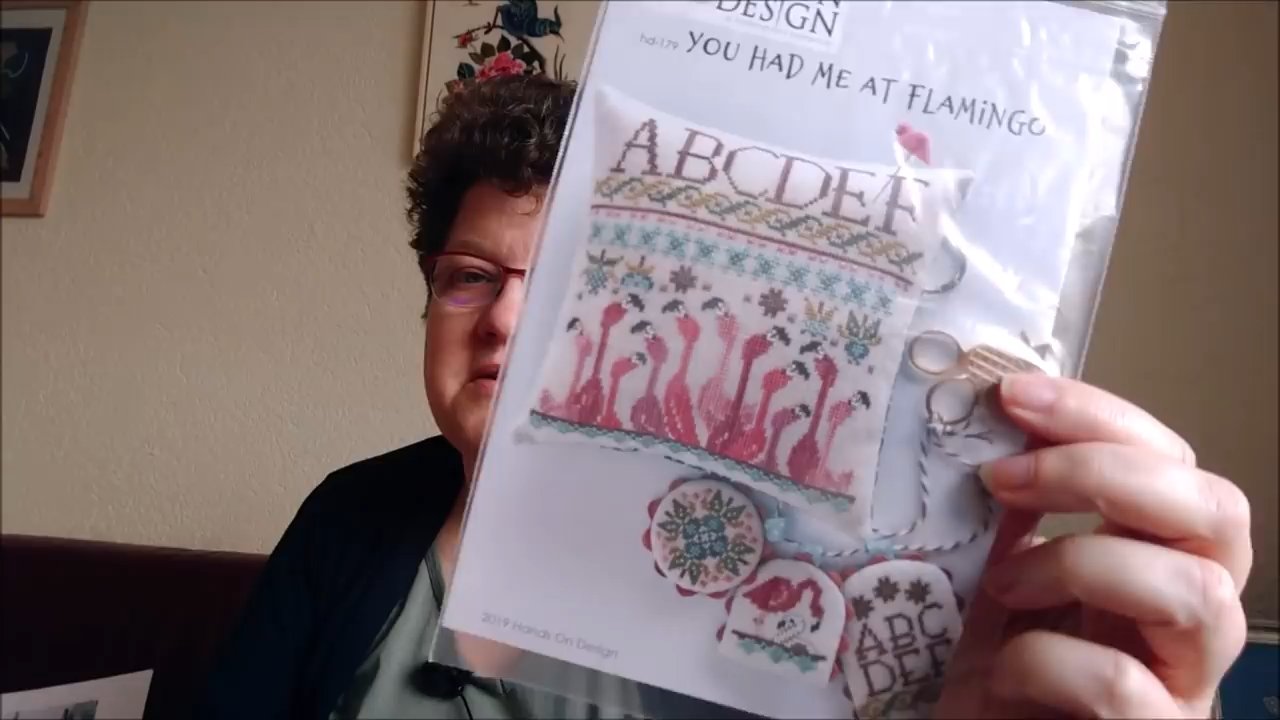 DESIGN
hd-179 YOU HAD ME AT FLAMiNGO
ABCDEF
ABC
DEF
2019 Hands On Design